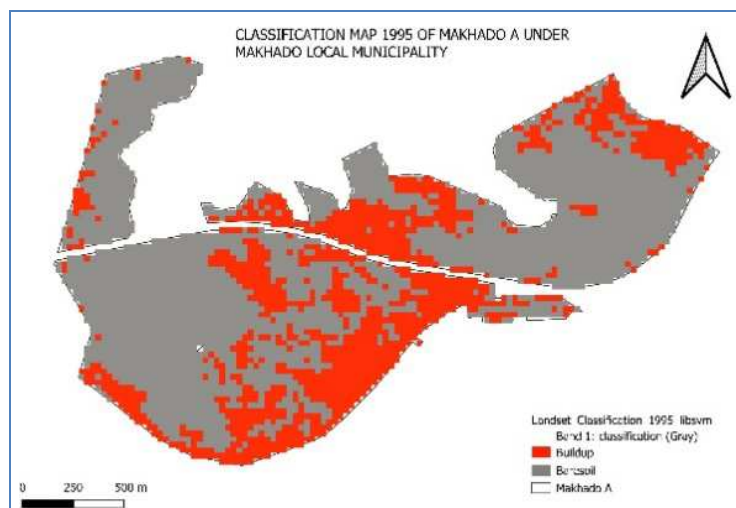 CLASSIFICATION MAP 1995 OF MAKHADO A UNDER
MAKHADO LOCAL MUNICIPALITY
Landset Classification 1995 libsvm
Band 1: classification (Gray)
Buildup
Baresoil
Makhado A
0 250 500 m